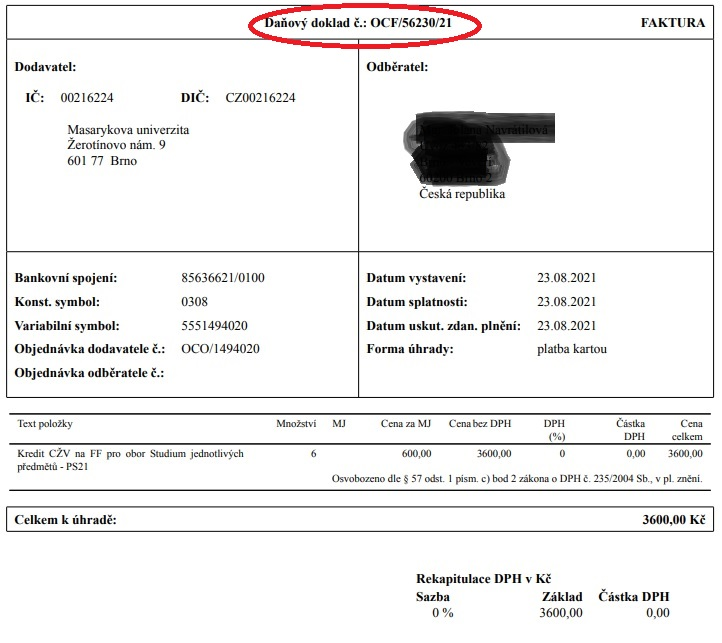 Daňový doklad č.: OCF/56230/21
FAKTURA
Dodavatel:
IČ: 00216224 DIČ: CZ00216224
Masarykova univerzita
Žerotínovo nám. 9
601 77 Brno
Odběratel:
Česká republika
Bankovní spojení: 85636621/0100
Konst. symbol: 0308
Variabilní symbol: 5551494020
Objednávka dodavatele č.: OCO/1494020
Objednávka odběratele č.:
Datum vystavení: 23.08.2021
Datum splatnosti: 23.08.2021
Datum uskut. zdan. plnění: 23.08.2021
Forma úhrady: platba kartou
Text položky Množství MJ Cena za MJ Cena bez DPH DPH (%) Částka DPH Cena celkem
Kredit CŽV na FF pro obor Studium jednotlivých 6 600,00 3600,00 0 0,00 3600,00
předmětů - PS21
Osvobozeno dle § 57 odst. 1 písm. c) bod 2 zákona o DPH č. 235/2004 Sb., v pl. znění.
Celkem k úhradě: 3600,00 Kč
Rekapitulace DPH v Kč
Sazba Základ Částka DPH
0 % 3600,00 0,00